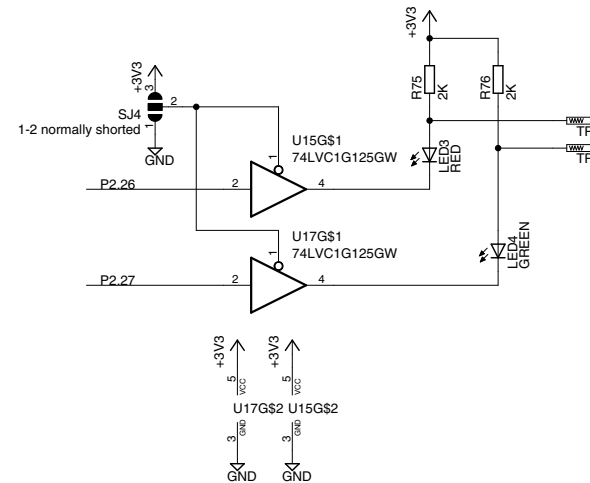 +3V3
R75
2K
R76
2K
+3V3
3
2
SJ4
1
1-2 normally shorted
GND
U15G$1
74LVC1G125GW
1
P2.26
2
4
LED3
RED
TP
TP
U17G$1
74LVC1G125GW
1
P2.27
2
4
LED4
GREEN
+3V3
+3V3
5
VCC
5
VCC
U17G$2 U15G$2
3
GND
3
GND
GND
GND